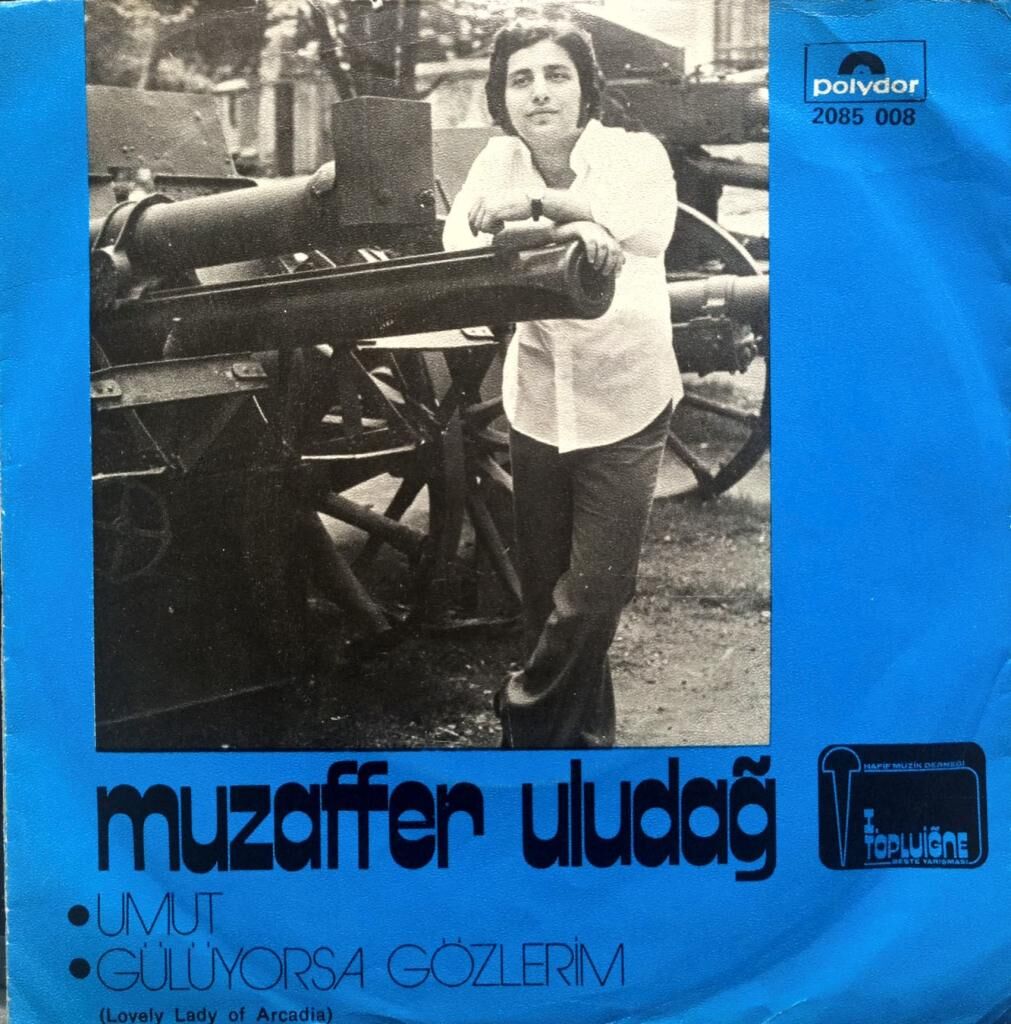 polydor
2085 008
muzaffer uludağ
HAFİF MÜZİK DERNEĞİ
I.
TOPLUİĞNE
BESTE YARIŞMASI
• UMUT
• GÜLÜYORSA GÖZLERİM
(Lovely Lady of Arcadia)